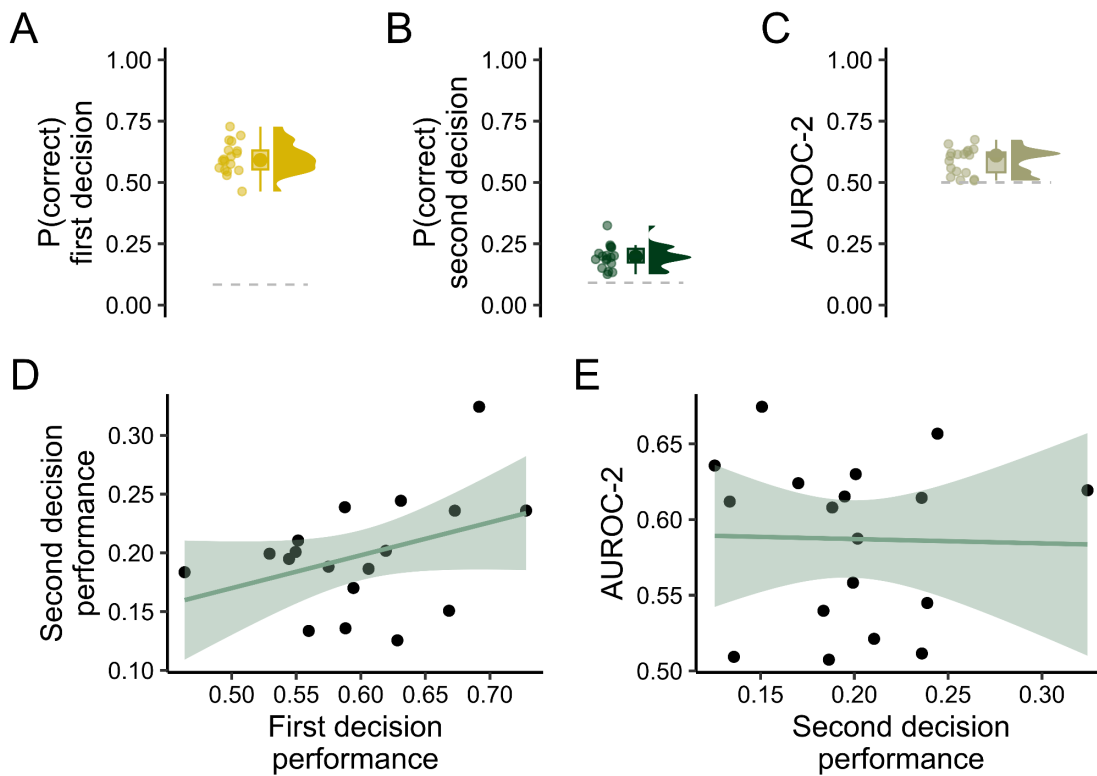 A
P(correct)
first decision
1.00
0.75
0.50
0.25
0.00
B
P(correct)
second decision
1.00
0.75
0.50
0.25
0.00
C
AUROC-2
1.00
0.75
0.50
0.25
0.00
D
Second decision
performance
0.30
0.25
0.20
0.15
0.10
0.50
0.55
0.60
0.65
0.70
First decision
performance
E
AUROC-2
0.65
0.60
0.55
0.50
0.15
0.20
0.25
0.30
Second decision
performance